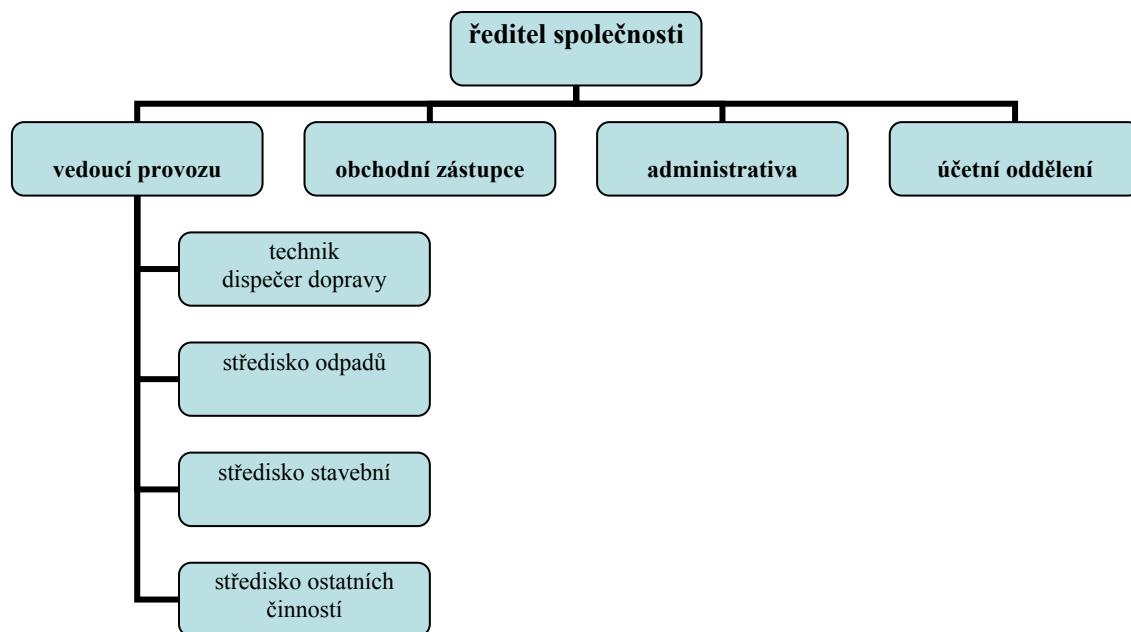 ředitel společnosti
vedoucí provozu
obchodní zástupce
administrativa
účetní oddělení
technik
dispečer dopravy
středisko odpadů
středisko stavební
středisko ostatních
činností